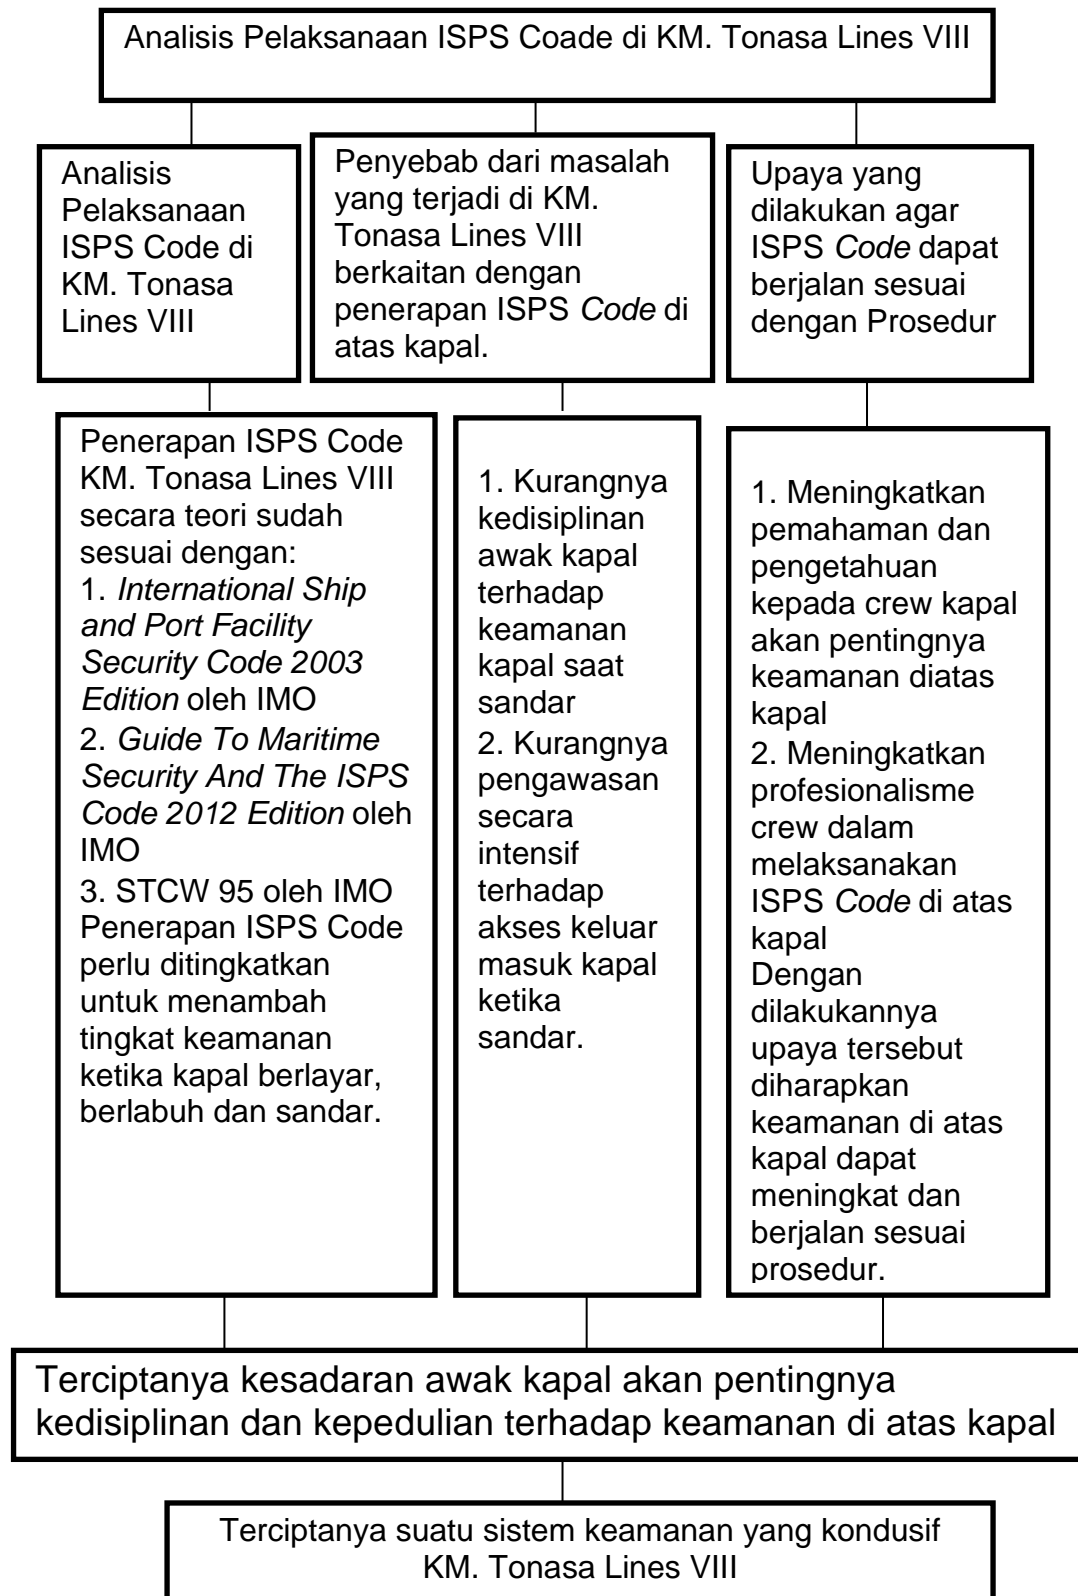 Analisis Pelaksanaan ISPS Coade di KM. Tonasa Lines VIII
Analisis
Pelaksanaan
ISPS Code di
KM. Tonasa
Lines VIII
Penyebab dari masalah
yang terjadi di KM.
Tonasa Lines VIII
berkaitan dengan
penerapan ISPS Code di
atas kapal.
Upaya yang
dilakukan agar
ISPS Code dapat
berjalan sesuai
dengan Prosedur
Penerapan ISPS Code
KM. Tonasa Lines VIII
secara teori sudah
sesuai dengan:
1. International Ship
and Port Facility
Security Code 2003
Edition oleh IMO
2. Guide To Maritime
Security And The ISPS
Code 2012 Edition oleh
IMO
3. STCW 95 oleh IMO
Penerapan ISPS Code
perlu ditingkatkan
untuk menambah
tingkat keamanan
ketika kapal berlayar,
berlabuh dan sandar.
1. Kurangnya
kedisiplinan
awak kapal
terhadap
keamanan
kapal saat
sandar
2. Kurangnya
pengawasan
secara
intensif
terhadap
akses keluar
masuk kapal
ketika
sandar.
1. Meningkatkan
pemahaman dan
pengetahuan
kepada crew kapal
akan pentingnya
keamanan diatas
kapal
2. Meningkatkan
profesionalisme
crew dalam
melaksanakan
ISPS Code di atas
kapal
Dengan
dilakukannya
upaya tersebut
diharapkan
keamanan di atas
kapal dapat
meningkat dan
berjalan sesuai
prosedur.
Terciptanya kesadaran awak kapal akan pentingnya
kedisiplinan dan kepedulian terhadap keamanan di atas kapal
Terciptanya suatu sistem keamanan yang kondusif
KM. Tonasa Lines VIII